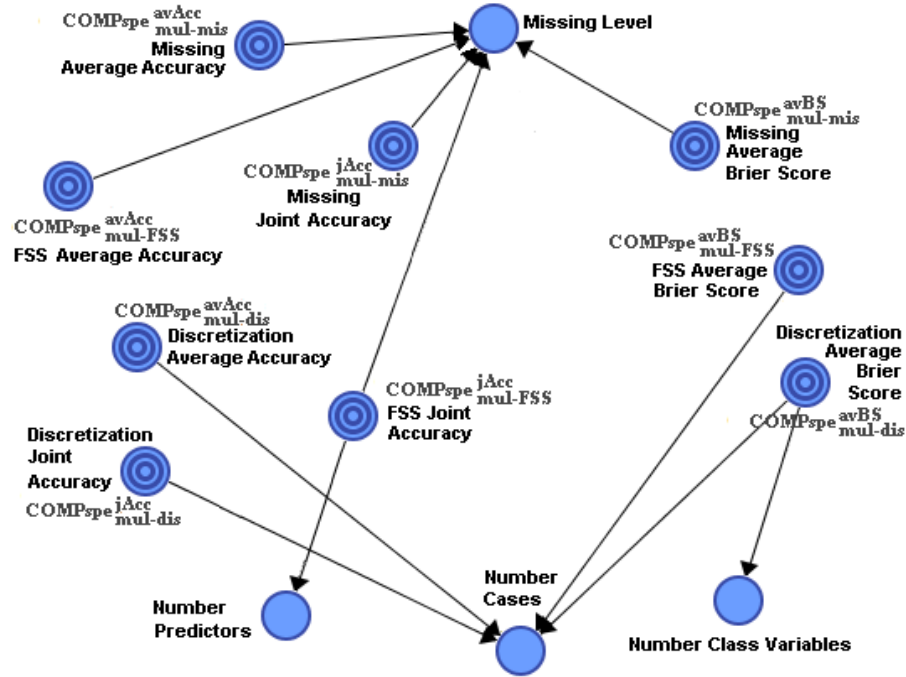 COMPspe avAcc mul-mis
Missing
Average Accuracy
Missing Level
COMPspe avBS mul-mis
Missing
Average
Brier Score
COMPspe jAcc mul-mis
Missing
Joint Accuracy
COMPspe avAcc mul-FSS
FSS Average Accuracy
COMPspe avBS mul-FSS
FSS Average
Brier Score
COMPspe avAcc mul-dis
Discretization
Average Accuracy
Discretization
Average
Brier
Score
COMPspe avBS mul-dis
COMPspe jAcc mul-FSS
FSS Joint
Accuracy
Discretization
Joint
Accuracy
COMPspe jAcc mul-dis
Number
Predictors
Number
Cases
Number Class Variables